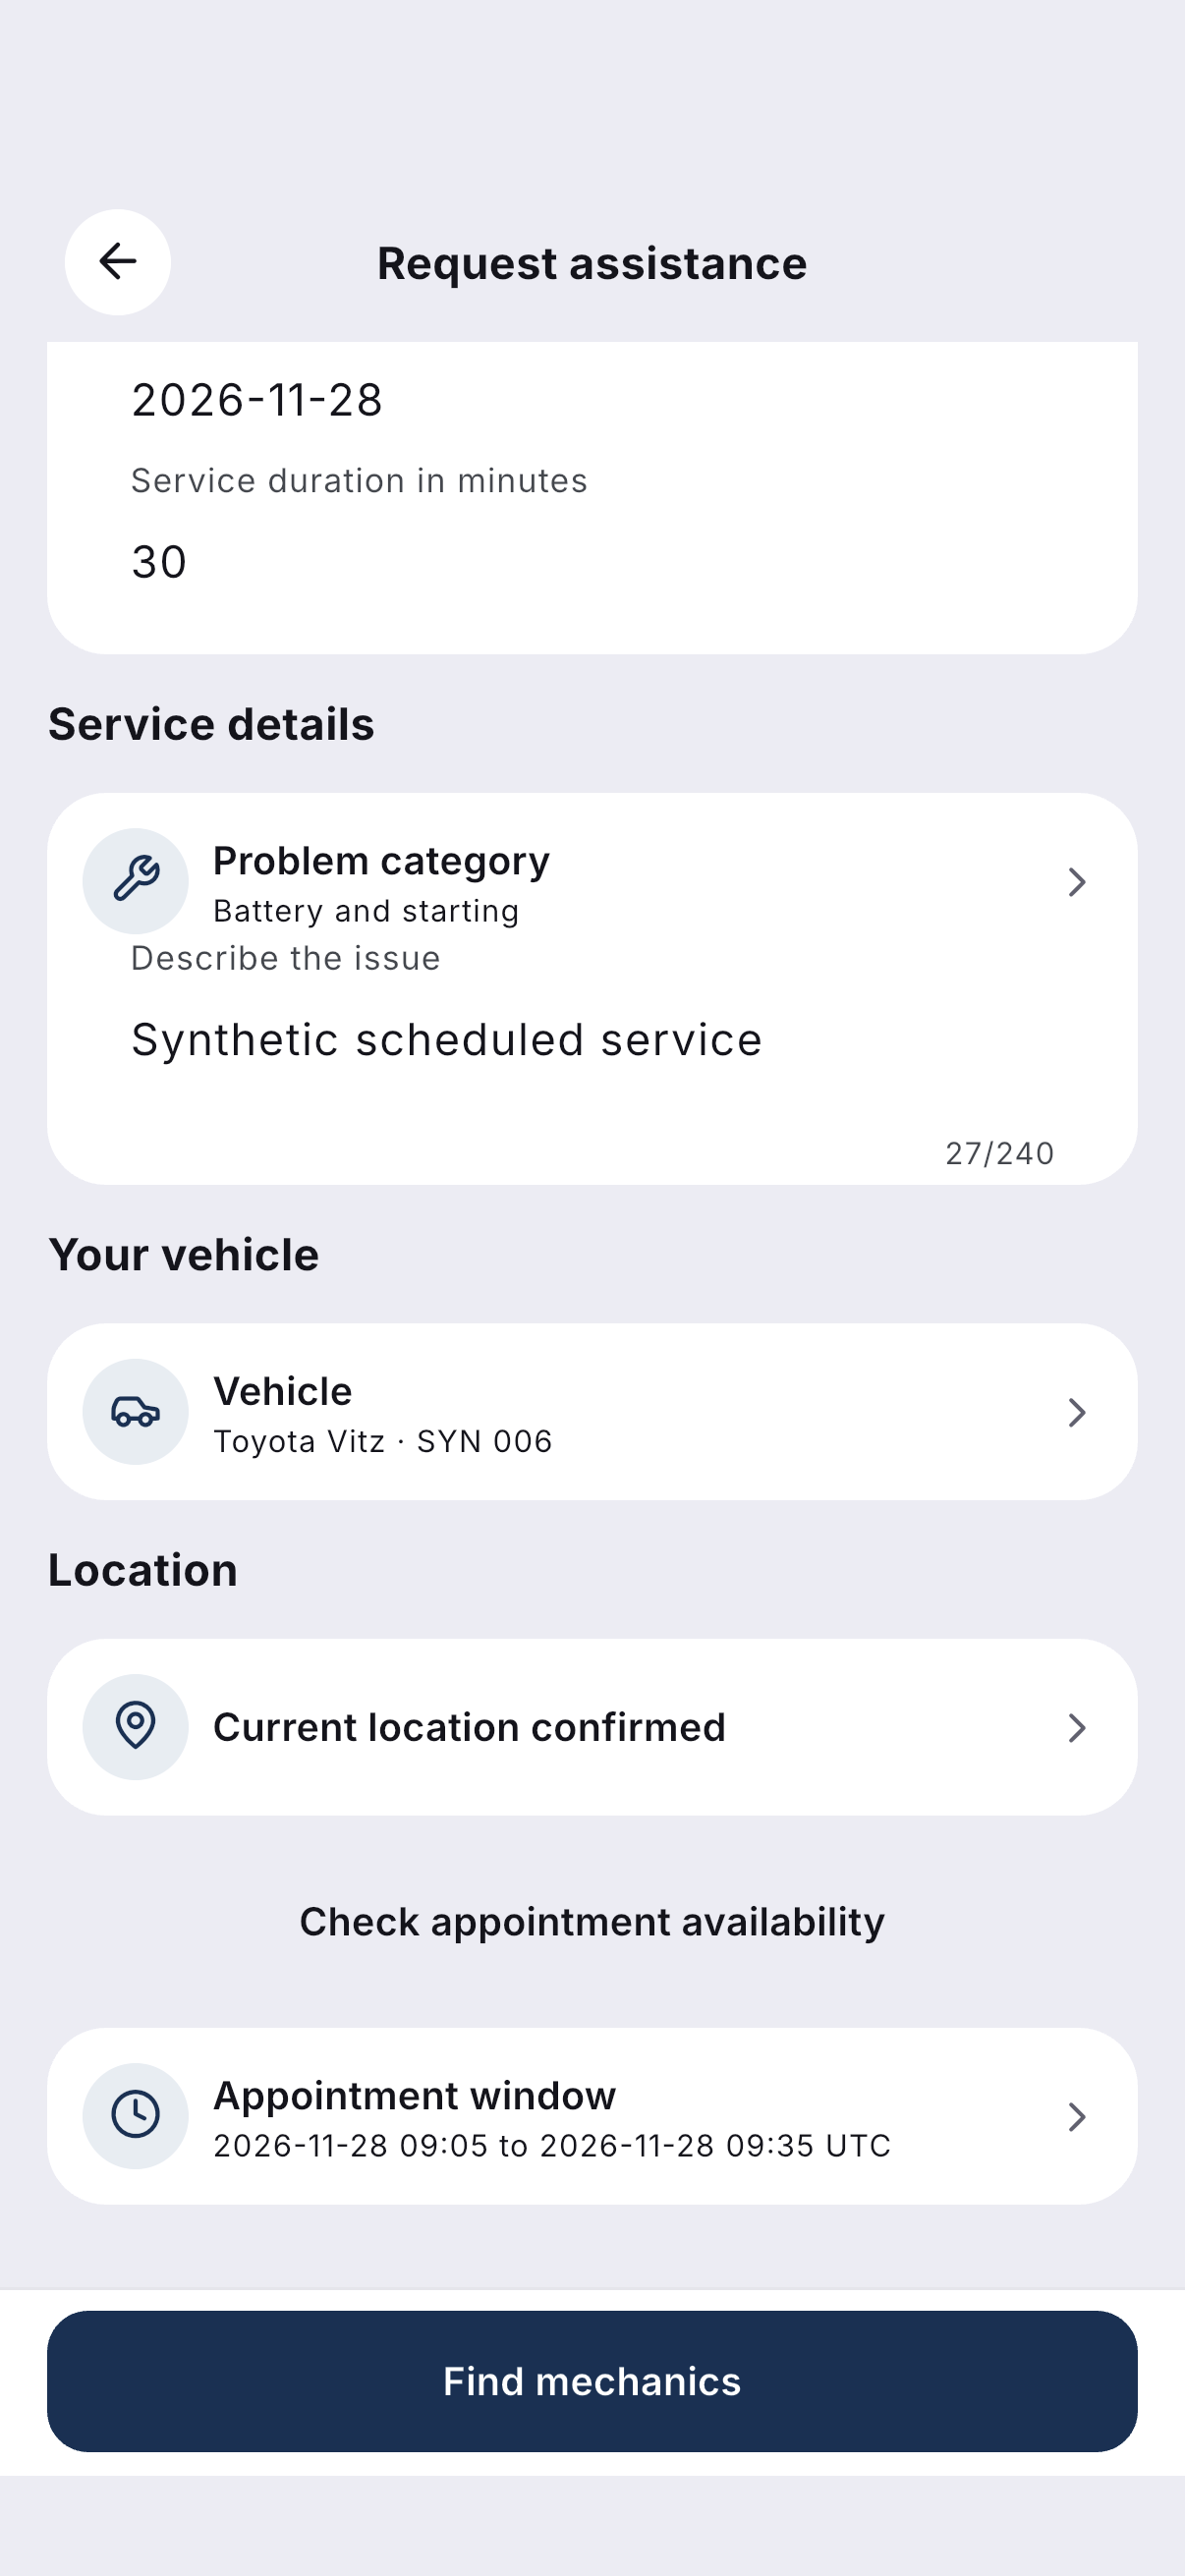 Request assistance
2026-11-28
Service duration in minutes
30
Service details
Problem category
Battery and starting
Describe the issue
Synthetic scheduled service
27/240
Your vehicle
Vehicle
Toyota Vitz · SYN 006
Location
Current location confirmed
Check appointment availability
Appointment window
2026-11-28 09:05 to 2026-11-28 09:35 UTC
Find mechanics